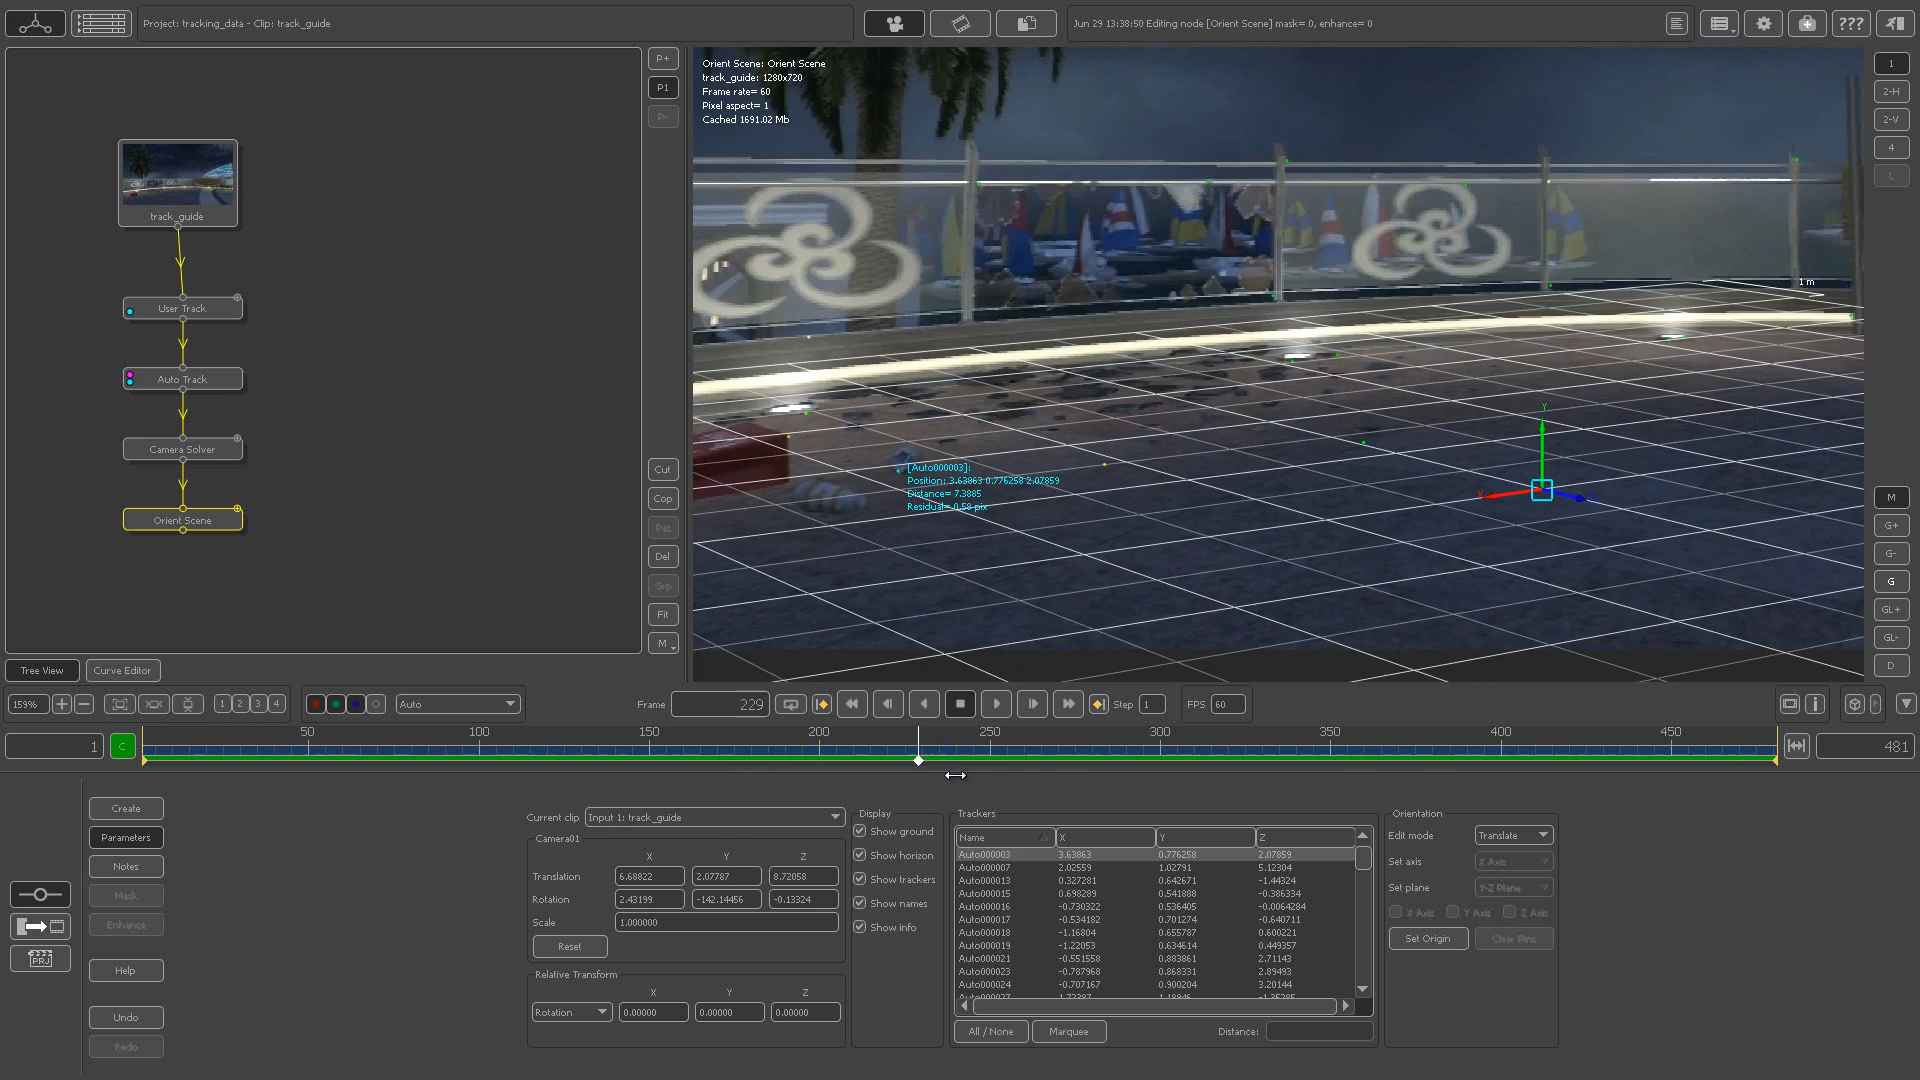 Project: tracking_data - Clip: track_guide
Jun 29 13:38:50 Editing node [Orient Scene] mask= 0, enhance= 0
???
Orient Scene: Orient Scene
track_guide: 1280x720
Frame rate= 60
Pixel aspect= 1
Cached 1691.02 Mb
P+
P1
P-
1
2-H
2-V
4
L
track_guide
User Track
Auto Track
Camera Solver
Orient Scene
1 m
Y
X
[Auto000003]:
Position: 3.63863 0.776258 2.07859
Distance= 7.3885
Residual= 0.58 pix
Cut
Cop
Pas
Del
Grp
Fit
M
M
G+
G-
G
GL+
GL-
D
Tree View
Curve Editor
159%
1 2 3 4
Auto
Frame 229
Step 1
FPS 60
P
50 100 150 200 250 300 350 400 450
1
C
481
Create
Parameters
Notes
Mask
Enhance
Help
Undo
Redo
PRJ
Current clip Input 1: track_guide
Camera01
X Y Z
Translation 6.68822 2.07787 8.72058
Rotation 2.43199 -142.14456 -0.13324
Scale 1.000000
Reset
Relative Transform
X Y Z
Rotation 0.00000 0.00000 0.00000
Display
Show ground
Show horizon
Show trackers
Show names
Show info
Trackers
Name X Y Z
Auto000003 3.63863 0.776258 2.07859
Auto000007 2.02559 1.02791 5.12304
Auto000013 0.327281 0.642671 -1.44324
Auto000015 0.698289 0.541888 -0.386334
Auto000016 -0.730322 0.536405 -0.0064284
Auto000017 -0.534182 0.701274 -0.640711
Auto000018 -1.16804 0.655787 0.600221
Auto000019 -1.22053 0.634614 0.449357
Auto000021 -0.551558 0.883861 2.71143
Auto000023 -0.787968 0.868331 2.89493
Auto000024 -0.707167 0.900204 3.20144
All / None
Marquee
Distance:
Orientation
Edit mode Translate
Set axis X Axis
Set plane Y-Z Plane
X Axis Y Axis Z Axis
Set Origin
Clear Pins